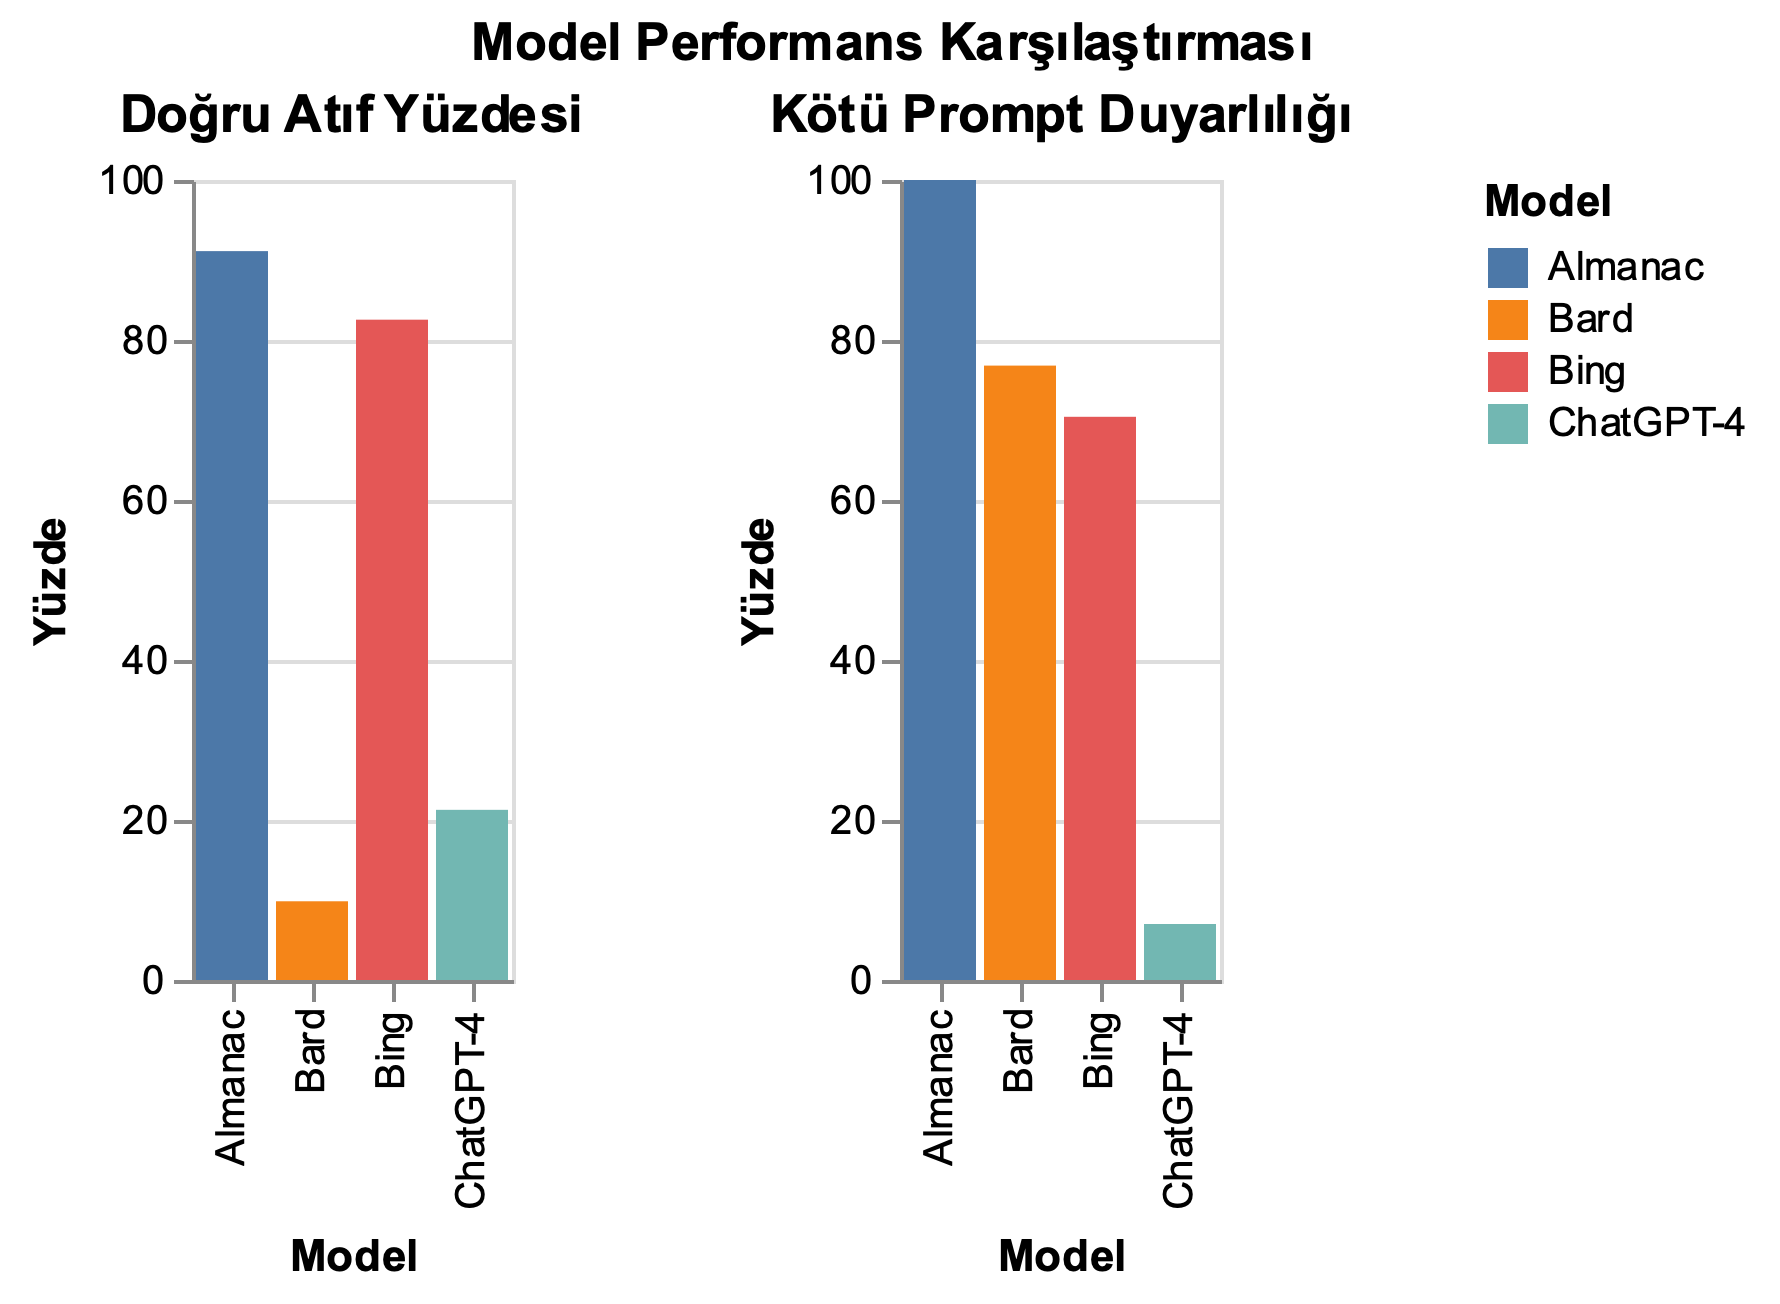 Model Performans Karşılaştırması
Doğru Atıf Yüzdesi
Kötü Prompt Duyarlılığı
100
80
60
40
20
0
Yüzde
Almanac
Bard
Bing
ChatGPT-4
Model
100
80
60
40
20
0
Yüzde
Almanac
Bard
Bing
ChatGPT-4
Model
Model
Almanac
Bard
Bing
ChatGPT-4